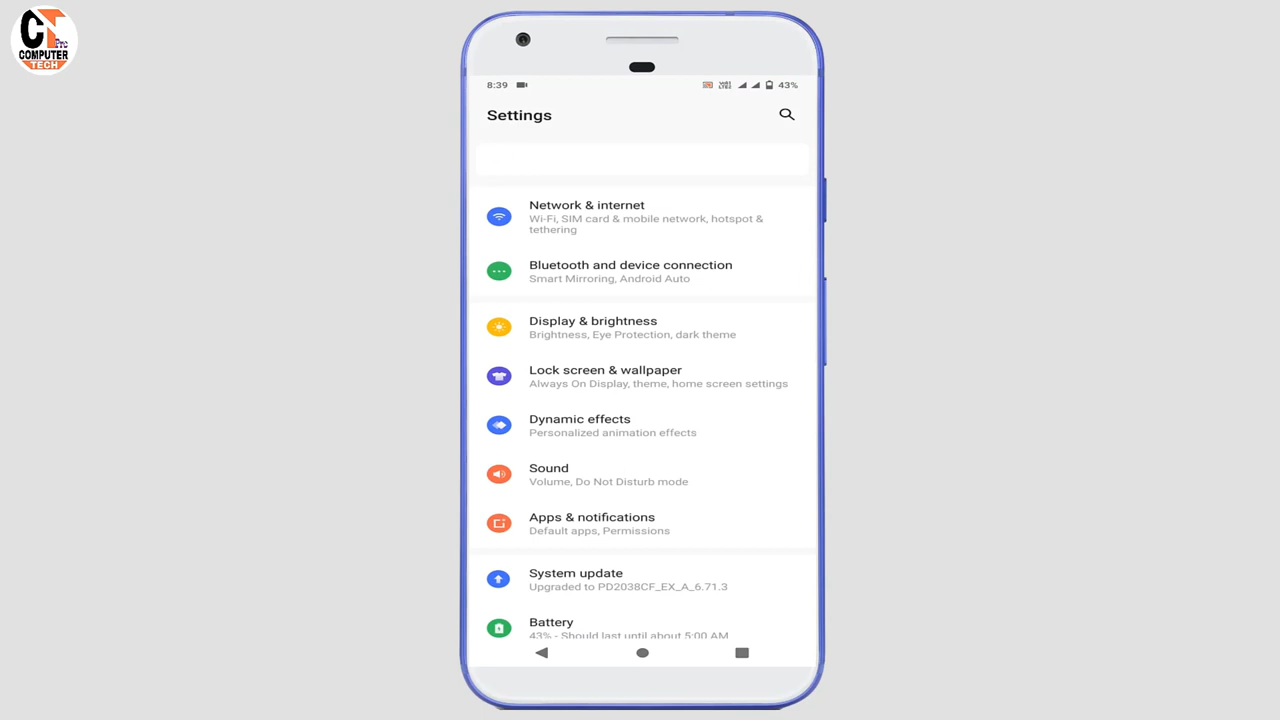 CT
Pro
COMPUTER
TECH
8:39
Vo4G LTE2
43%
Settings
Network & internet
Wi-Fi, SIM card & mobile network, hotspot &
tethering
Bluetooth and device connection
Smart Mirroring, Android Auto
Display & brightness
Brightness, Eye Protection, dark theme
Lock screen & wallpaper
Always On Display, theme, home screen settings
Dynamic effects
Personalized animation effects
Sound
Volume, Do Not Disturb mode
Apps & notifications
Default apps, Permissions
System update
Upgraded to PD2038CF_EX_A_6.71.3
Battery
43% - Should last until about 5:00 AM